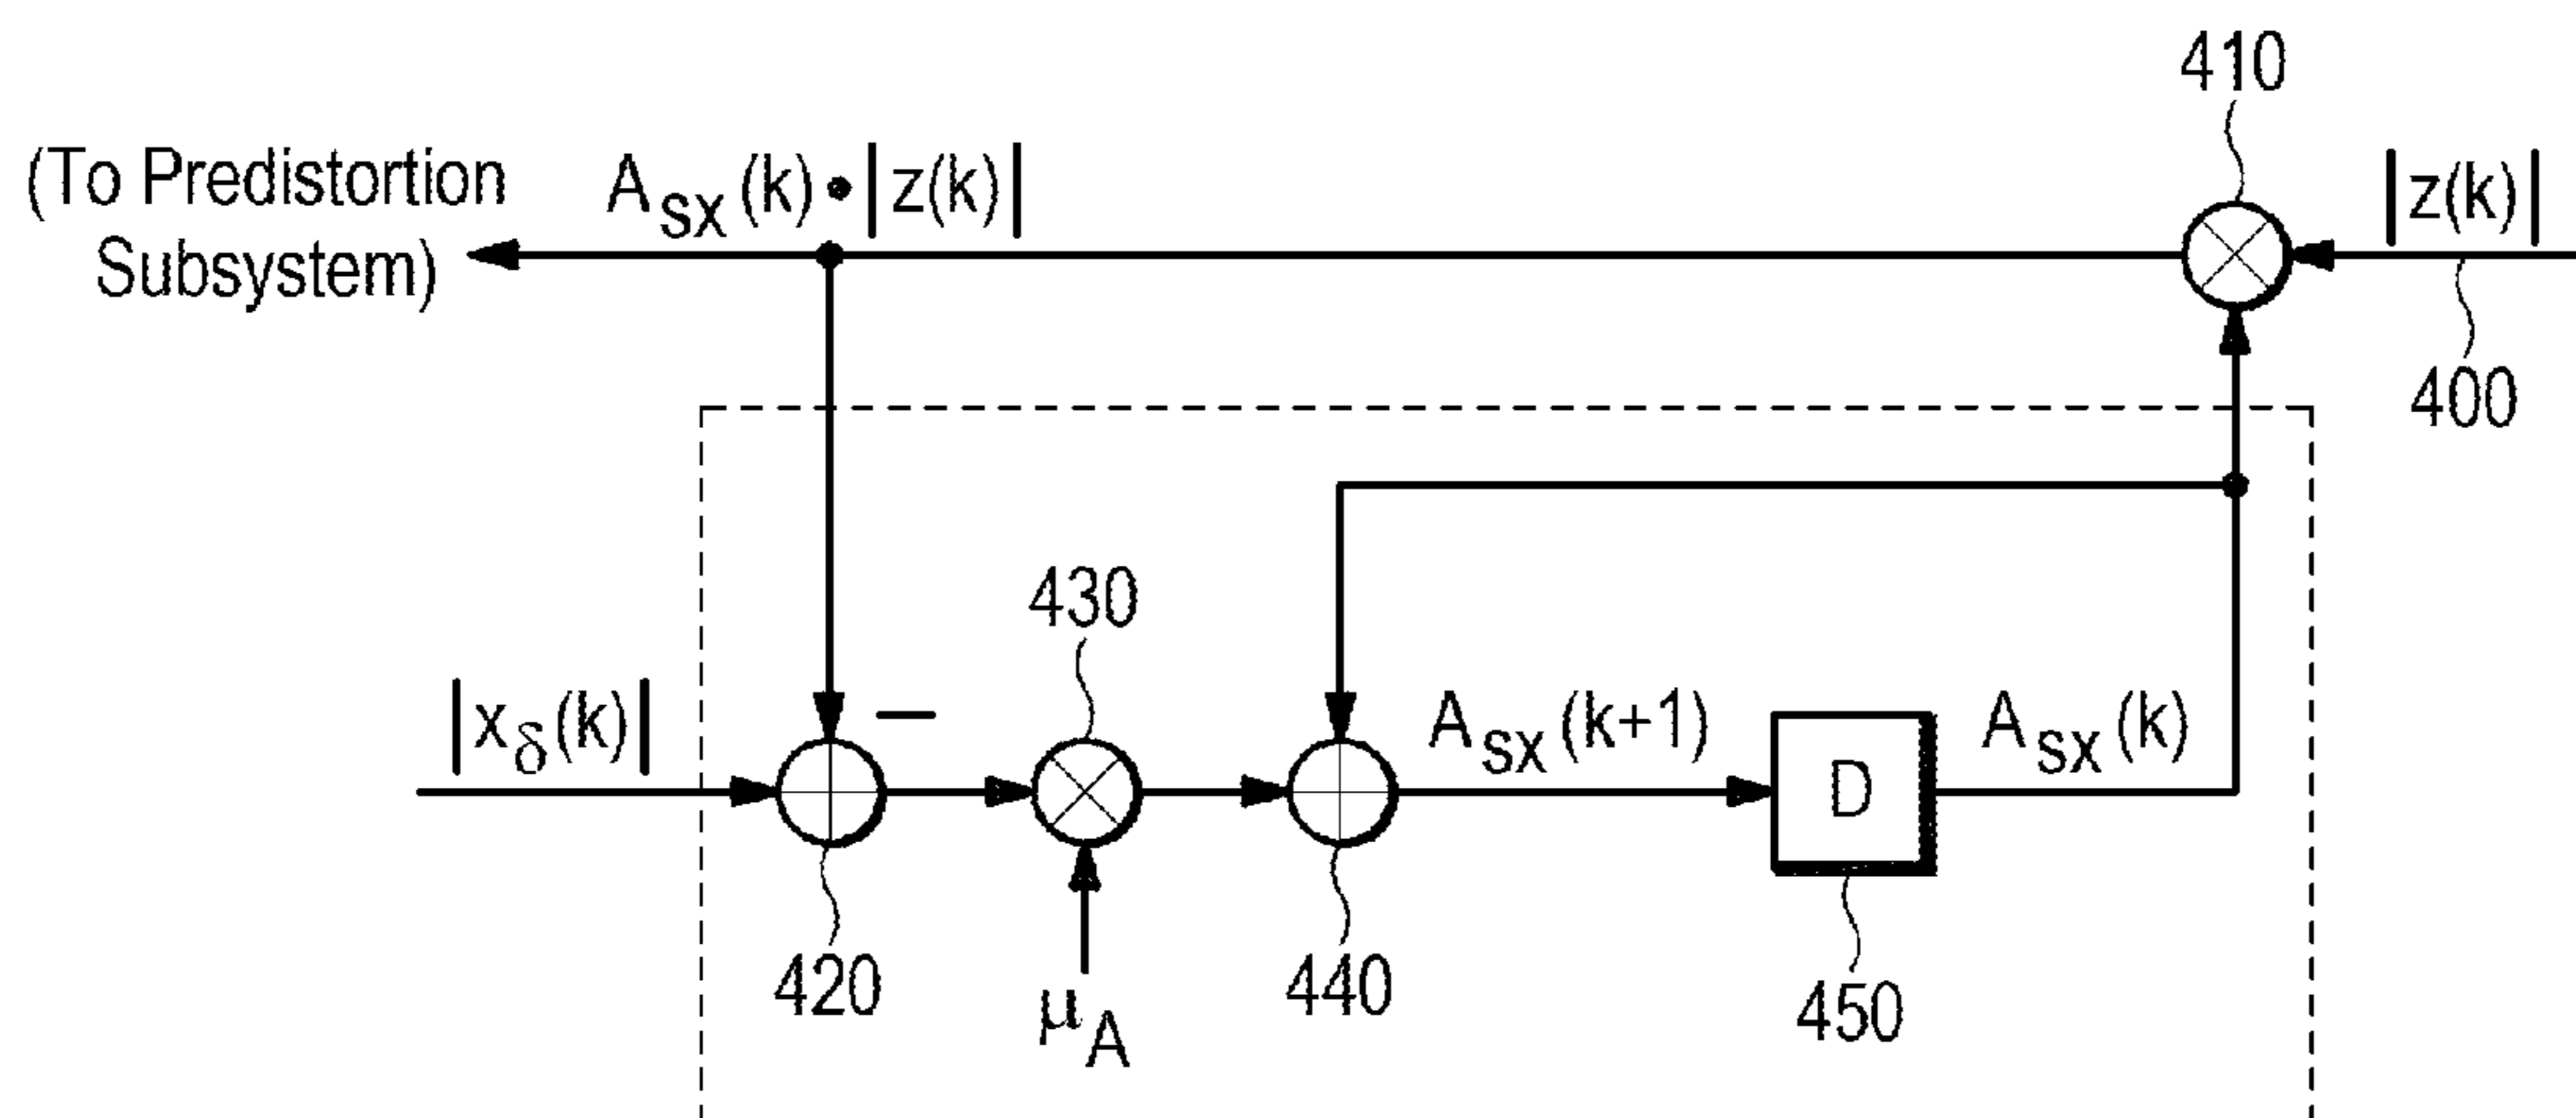 410
(To Predistortion
Subsystem)
A_sx(k)•|z(k)|
|z(k)|
400
430
|x_δ(k)|
−
A_sx(k+1)
D
A_sx(k)
420
μ_A
440
450